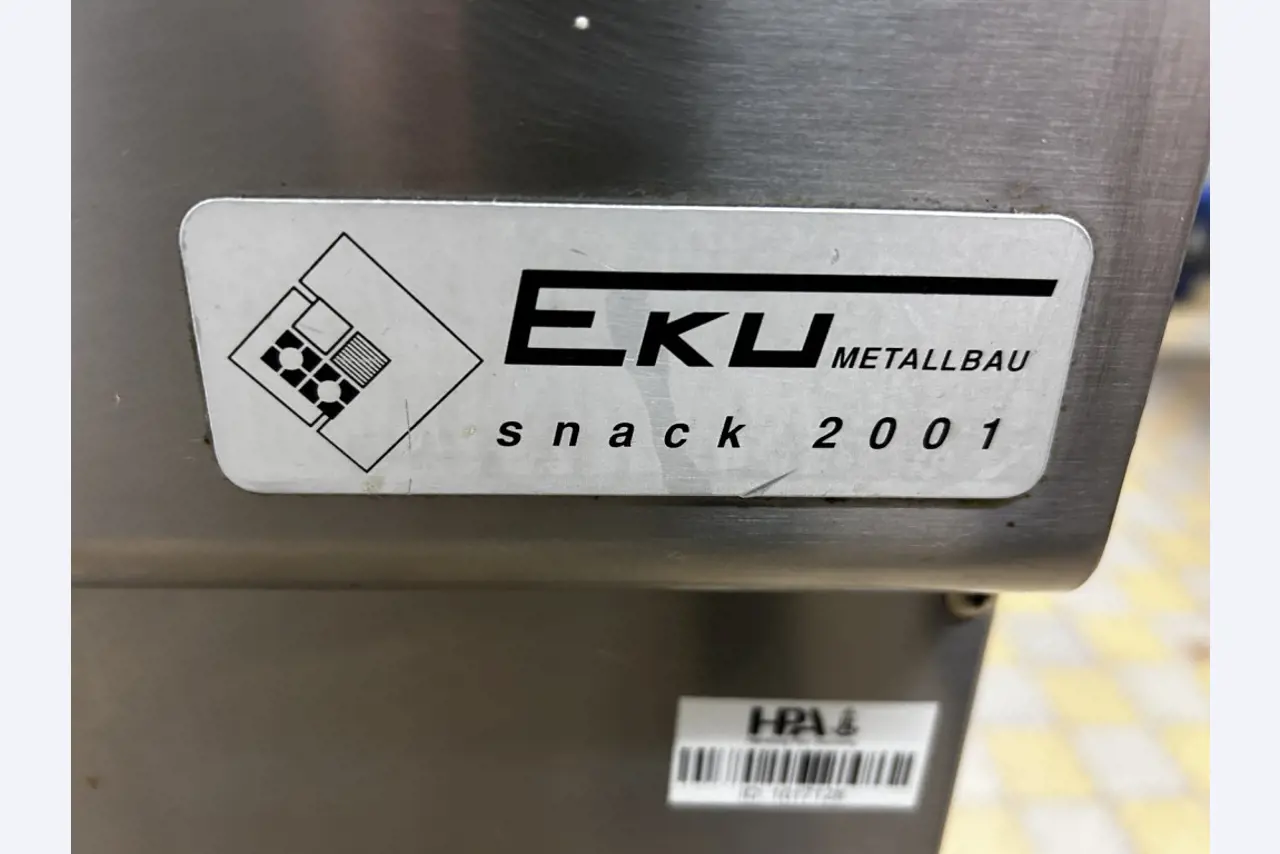 EKU METALLBAU
snack 2001
HPA